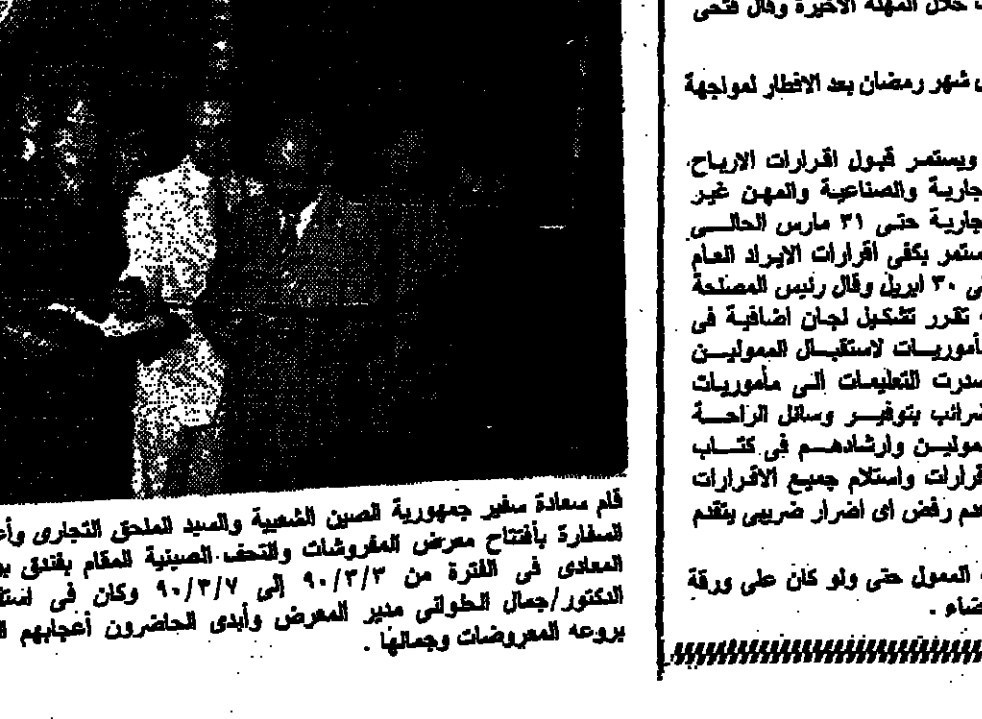 خلال المهلة الأخيرة وقال فتحى
شهر رمضان بعد الافطار لمواجهة
ويستمر قبول اقرارات الارباح
جارية والصناعية والمهن غير
جارية حتى ٣١ مارس الحالى
ستمر بكفى اقرارات الايراد العام
٣٠ ابريل وقال رئيس المصلحة
تقرر تشكيل لجان اضافية فى
أموريات لاستقبال الممولين
سدرت التعليمات الى مأموريات
ضرائب بتوفير وسائل الراحة
مولين وارشادهم فى كتاب
قرارات واستلام جميع الاقرارات
عدم رفض اى اضرار ضريبى يتقدم
الممول حتى ولو كان على ورقة
ضاء .
قام سعادة سفير جمهورية الصين الشعبية والسيد الملحق التجارى وأع
السفارة بأفتتاح معرض المفروشات والتحف الصينية المقام بفندق
المعادى فى الفترة من ٩٠/٣/٣ إلى ٩٠/٣/٧ وكان فى استق
الدكتور/جمال الحلوانى مدير المعرض وأبدى الحاضرون أعجابهم
بروعه المعروضات وجمالها .